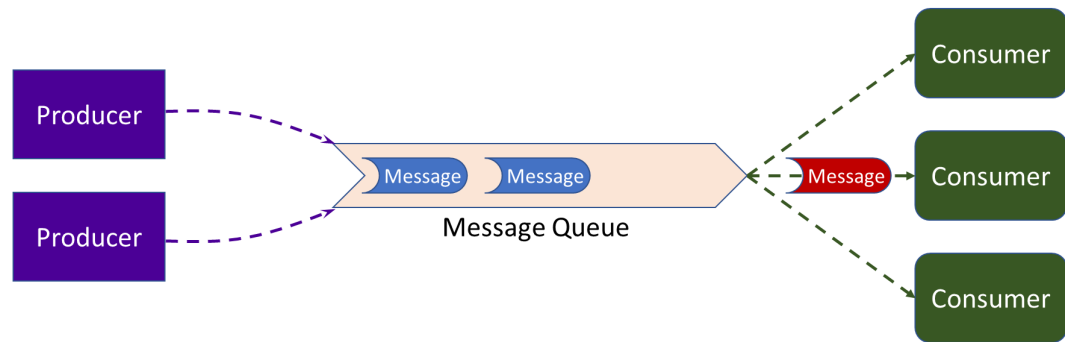 Producer
Producer
Message
Message
Message Queue
Message
Consumer
Consumer
Consumer